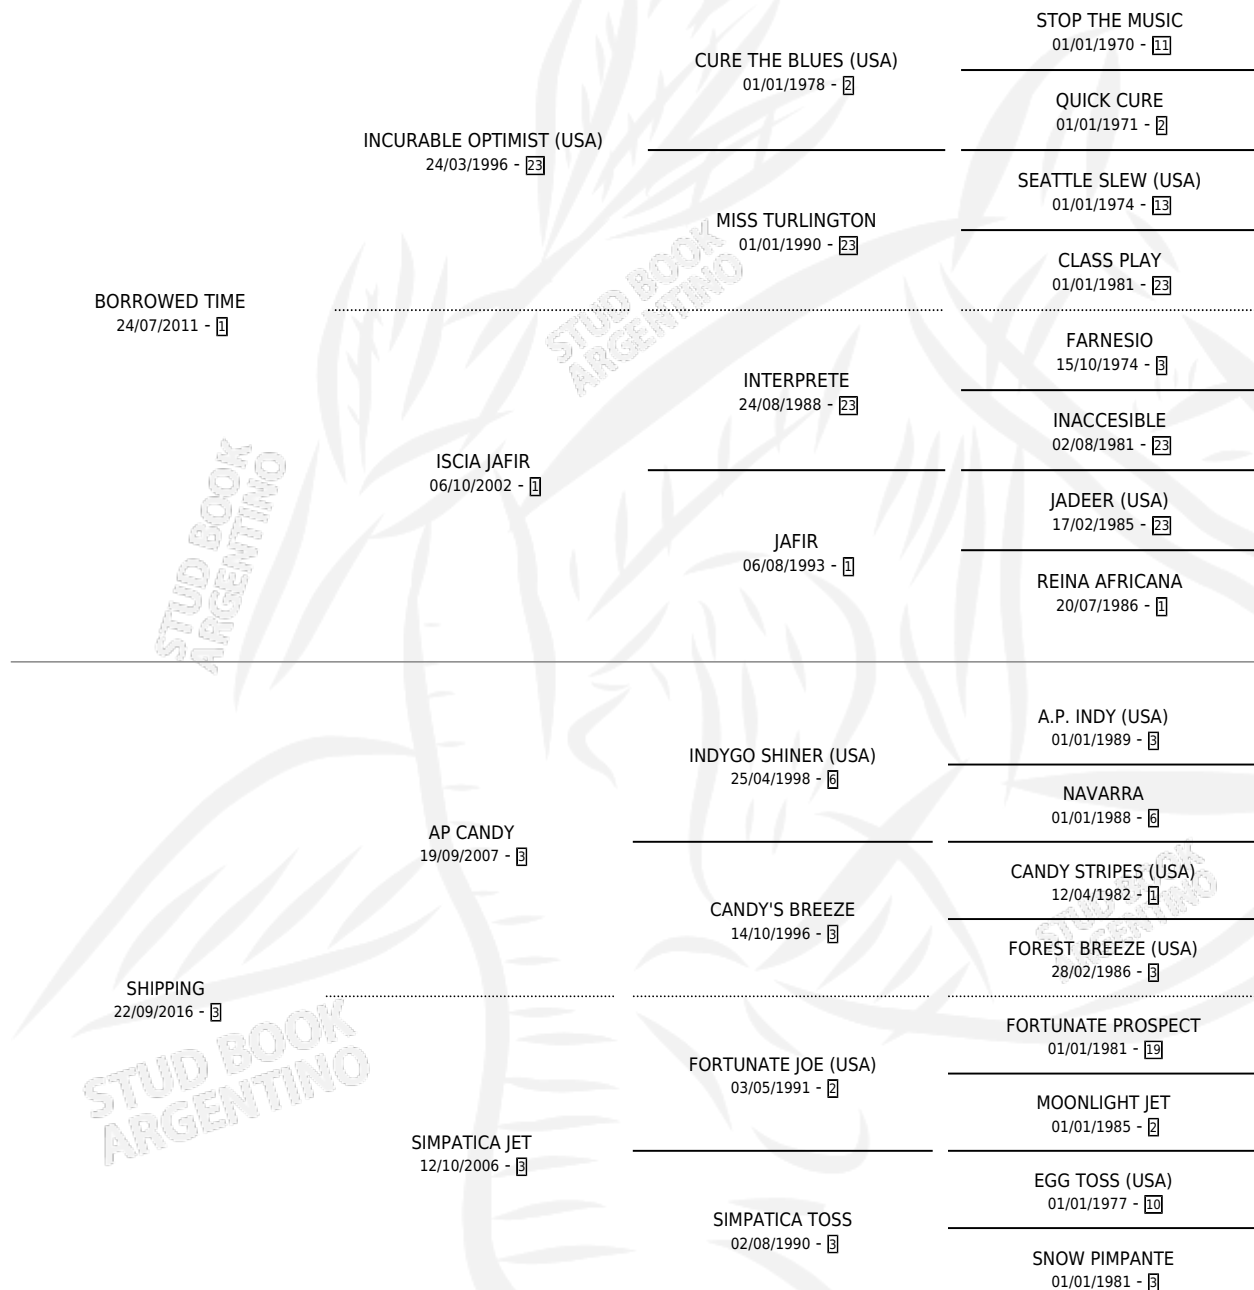 STOP THE MUSIC
01/01/1970 - 11
CURE THE BLUES (USA)
01/01/1978 - 2
QUICK CURE
01/01/1971 - 2
INCURABLE OPTIMIST (USA)
24/03/1996 - 23
SEATTLE SLEW (USA)
01/01/1974 - 13
MISS TURLINGTON
01/01/1990 - 23
CLASS PLAY
01/01/1981 - 23
BORROWED TIME
24/07/2011 - 1
FARNESIO
15/10/1974 - 3
INTERPRETE
24/08/1988 - 23
INACCESIBLE
02/08/1981 - 23
ISCIA JAFIR
06/10/2002 - 1
JADEER (USA)
17/02/1985 - 23
JAFIR
06/08/1993 - 1
REINA AFRICANA
20/07/1986 - 1
A.P. INDY (USA)
01/01/1989 - 3
INDYGO SHINER (USA)
25/04/1998 - 6
NAVARRA
01/01/1988 - 6
AP CANDY
19/09/2007 - 3
CANDY STRIPES (USA)
12/04/1982 - 1
CANDY'S BREEZE
14/10/1996 - 3
FOREST BREEZE (USA)
28/02/1986 - 3
SHIPPING
22/09/2016 - 3
FORTUNATE PROSPECT
01/01/1981 - 19
FORTUNATE JOE (USA)
03/05/1991 - 2
MOONLIGHT JET
01/01/1985 - 2
SIMPATICA JET
12/10/2006 - 3
EGG TOSS (USA)
01/01/1977 - 10
SIMPATICA TOSS
02/08/1990 - 3
SNOW PIMPANTE
01/01/1981 - 3
STUD BOOK
ARGENTINO
STUD BOOK
ARGENTINO
STUD BOOK
ARGENTINO
STUD BOOK
ARGENTINO